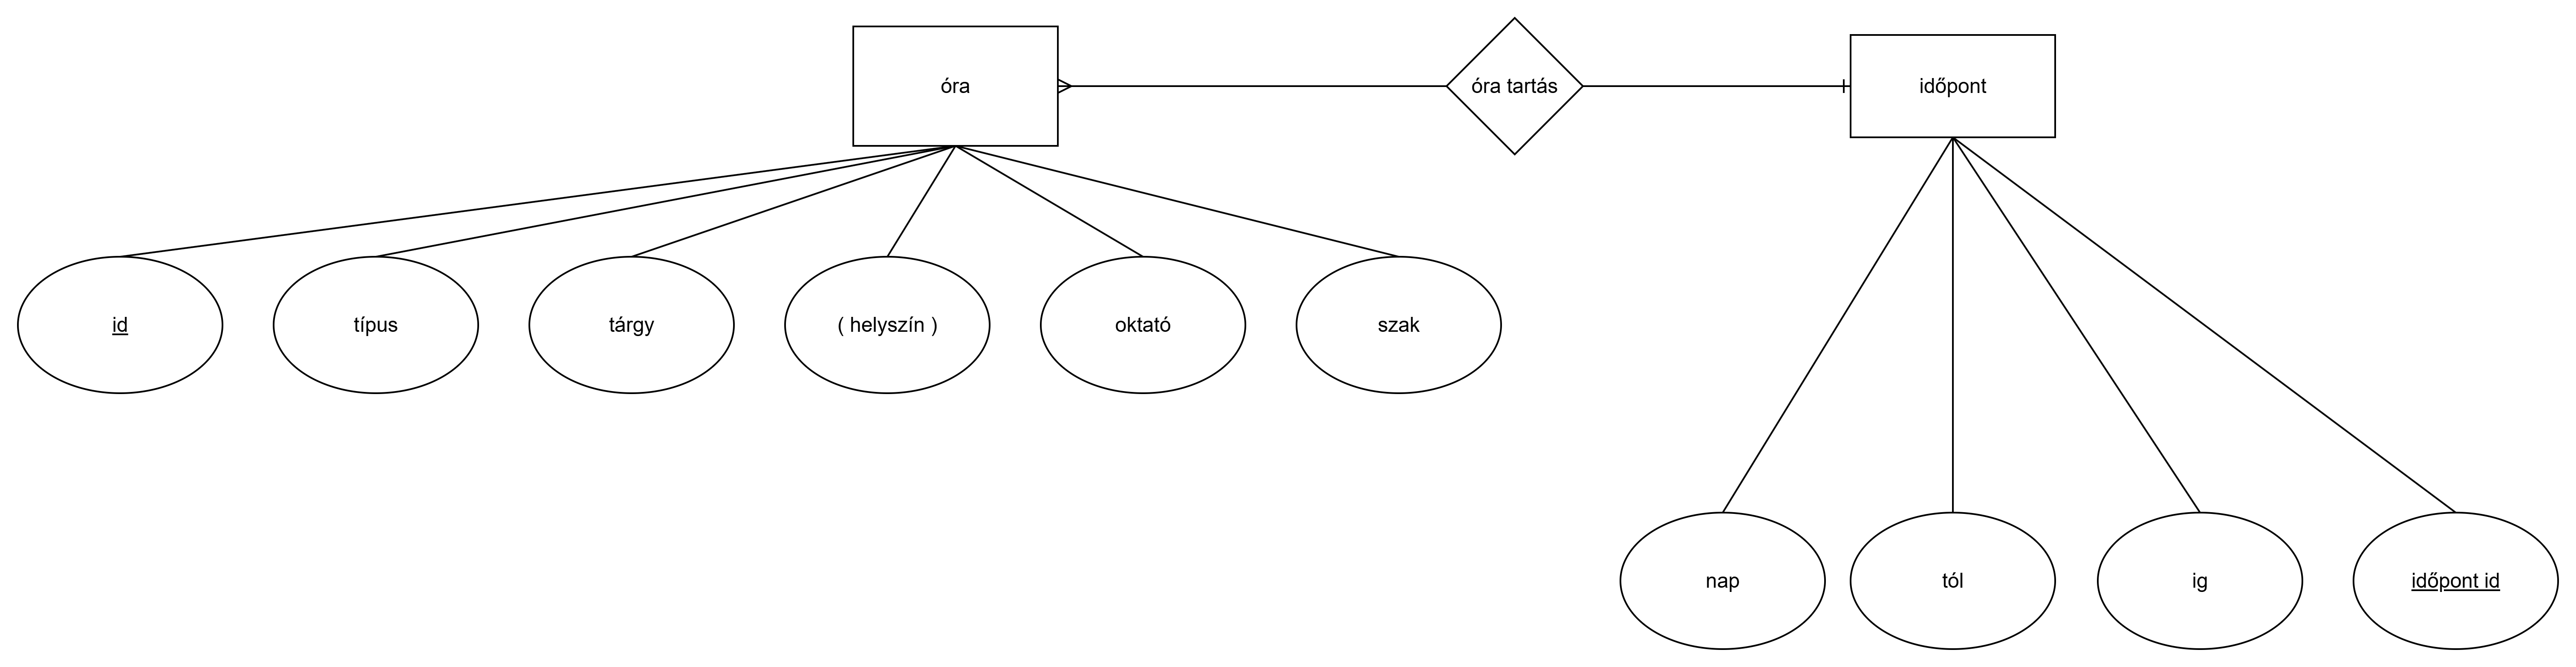 óra
óra tartás
időpont
id
típus
tárgy
( helyszín )
oktató
szak
nap
tól
ig
időpont id